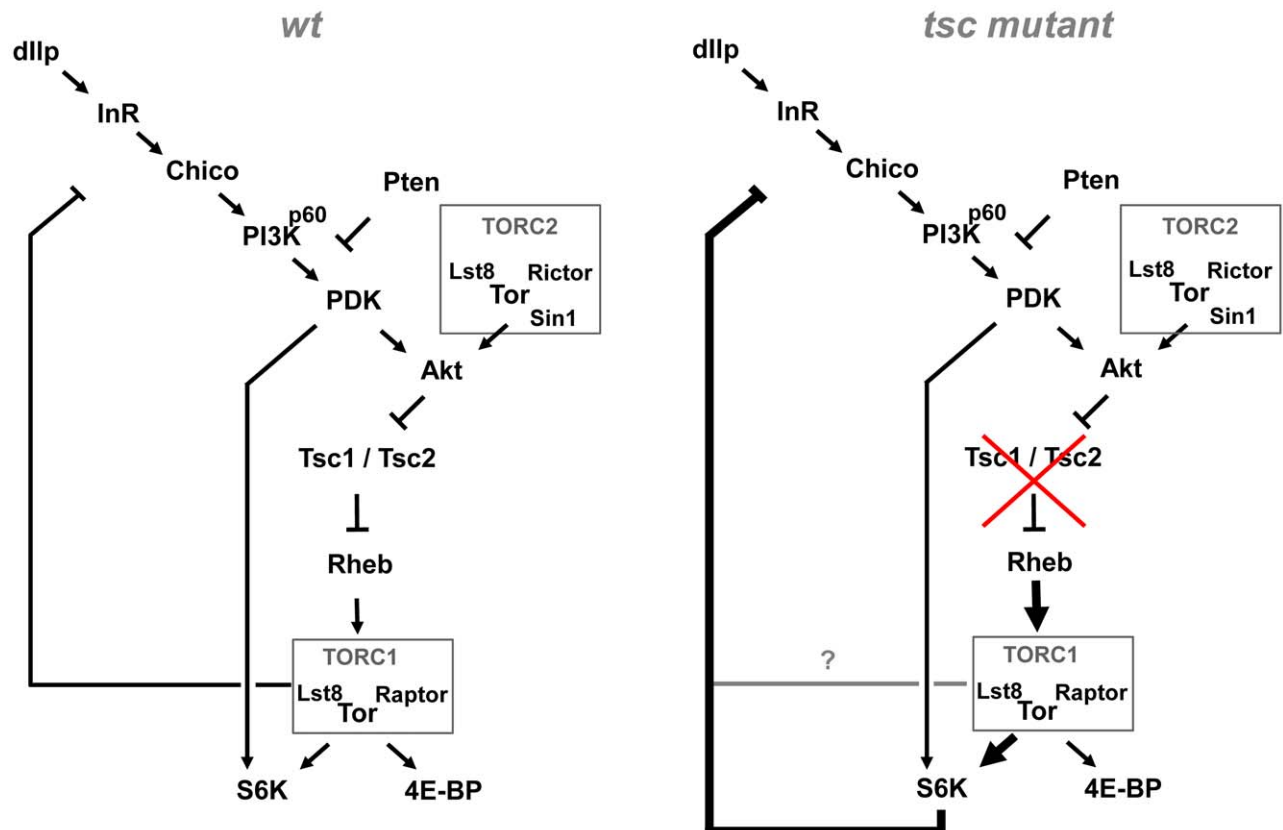 wt
dIlp
InR
Chico
Pten
p60
PI3K
TORC2
Lst8 Rictor
Tor
Sin1
PDK
Akt
Tsc1 / Tsc2
Rheb
TORC1
Lst8 Raptor
Tor
S6K
4E-BP
tsc mutant
dIlp
InR
Chico
Pten
p60
PI3K
TORC2
Lst8 Rictor
Tor
Sin1
PDK
Akt
Tsc1 / Tsc2
Rheb
?
TORC1
Lst8 Raptor
Tor
S6K
4E-BP